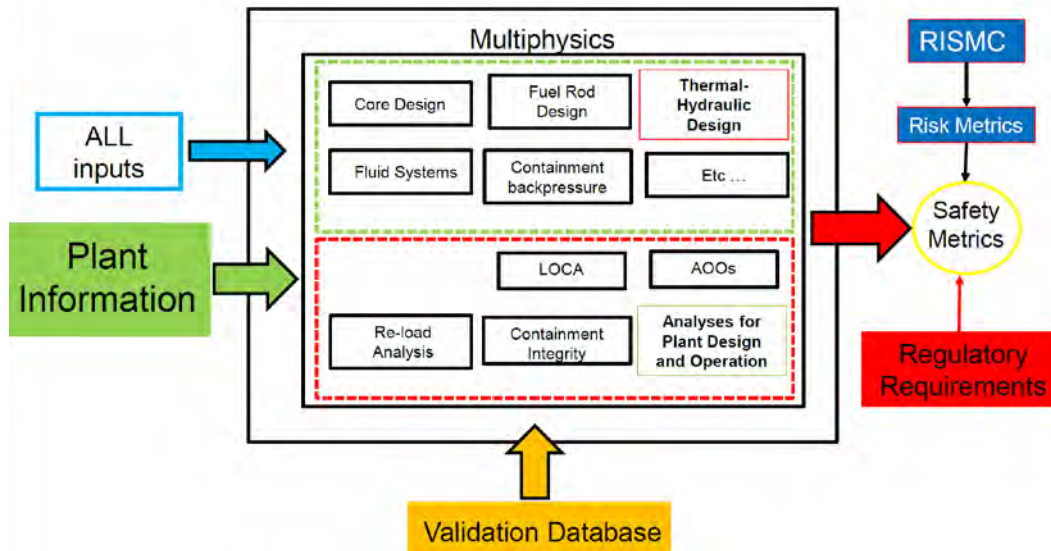 Multiphysics
RISMC
Core Design
Fuel Rod
Design
Thermal-
Hydraulic
Design
ALL
inputs
Risk Metrics
Fluid Systems
Containment
backpressure
Etc ...
Safety
Metrics
Plant
Information
LOCA
AOOs
Re-load
Analysis
Containment
Integrity
Analyses for
Plant Design
and Operation
Regulatory
Requirements
Validation Database